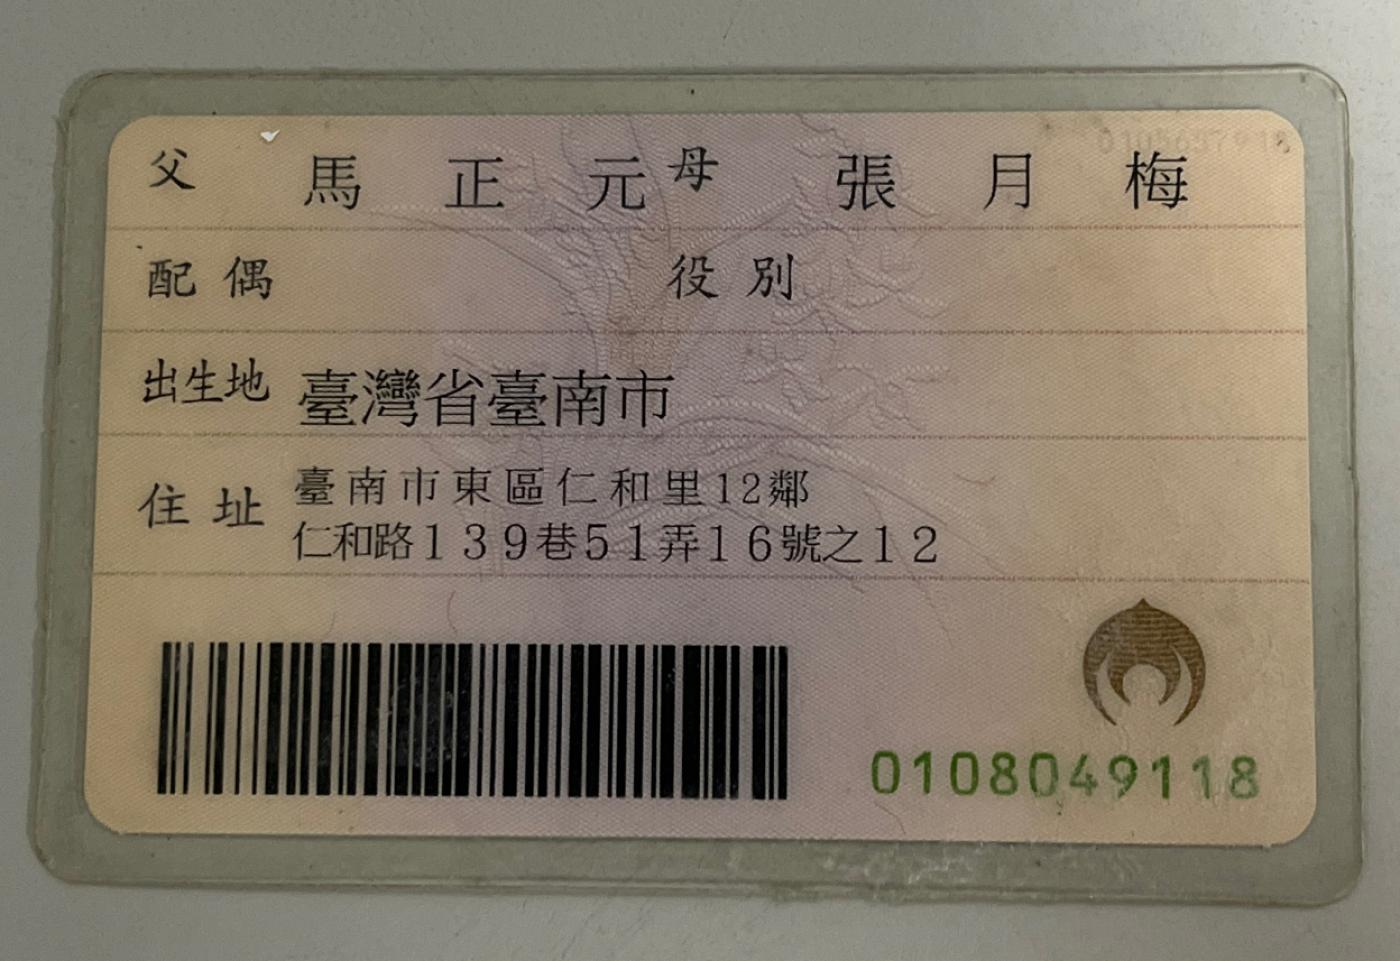 父 馬正元 母 張月梅
配偶 役別
出生地 臺灣省臺南市
住址 臺南市東區仁和里12鄰
仁和路139巷51弄16號之12
0108049118